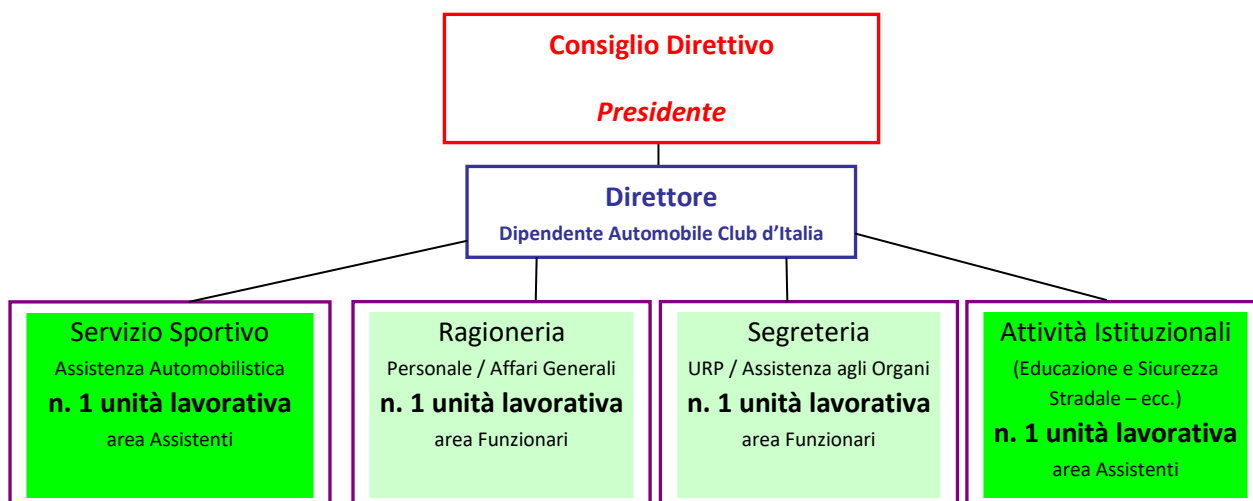 Consiglio Direttivo
Presidente
Direttore
Dipendente Automobile Club d’Italia
Servizio Sportivo
Assistenza Automobilistica
n. 1 unità lavorativa
area Assistenti
Ragioneria
Personale / Affari Generali
n. 1 unità lavorativa
area Funzionari
Segreteria
URP / Assistenza agli Organi
n. 1 unità lavorativa
area Funzionari
Attività Istituzionali
(Educazione e Sicurezza
Stradale – ecc.)
n. 1 unità lavorativa
area Assistenti